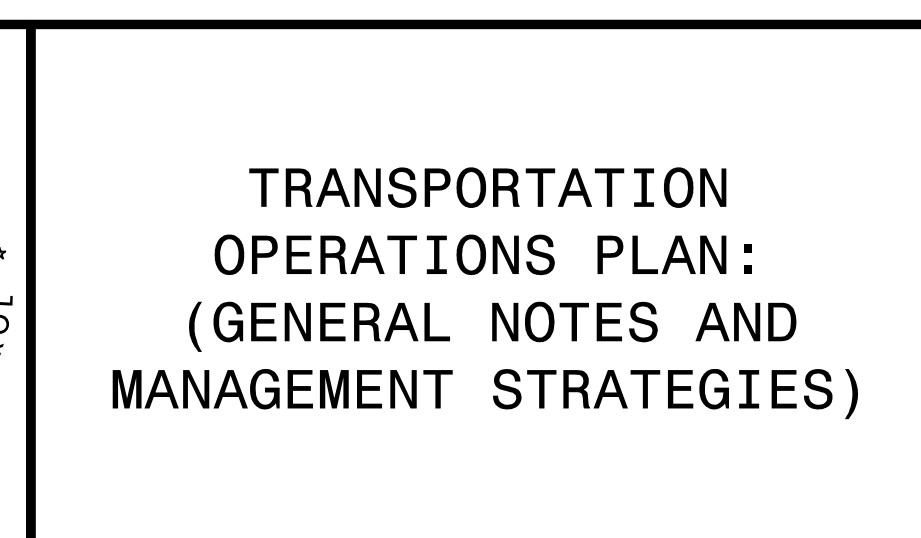 TRANSPORTATION
OPERATIONS PLAN:
(GENERAL NOTES AND
MANAGEMENT STRATEGIES)